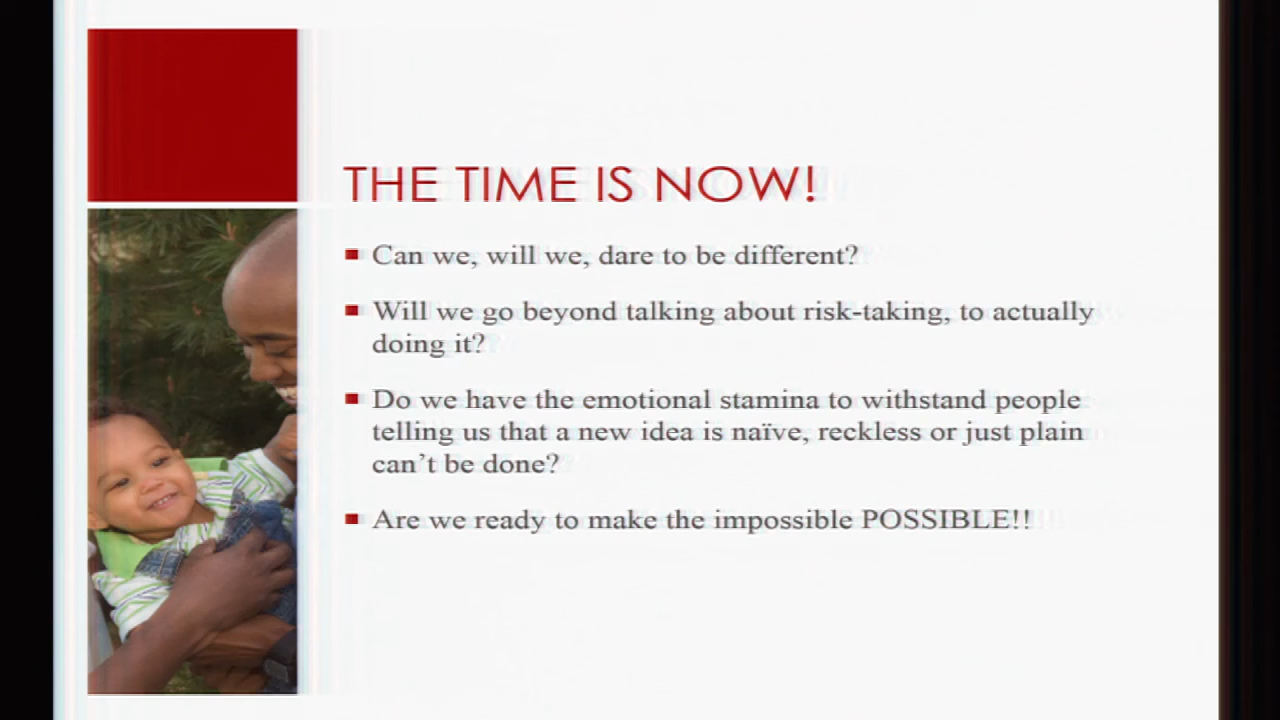 THE TIME IS NOW!
Can we, will we, dare to be different?
Will we go beyond talking about risk-taking, to actually
doing it?
Do we have the emotional stamina to withstand people
telling us that a new idea is naïve, reckless or just plain
can’t be done?
Are we ready to make the impossible POSSIBLE!!